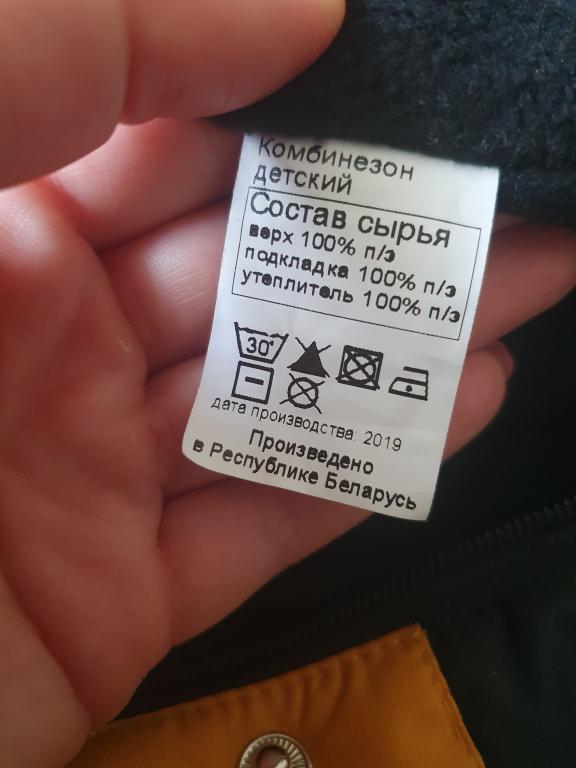 Комбинезон
детский
Состав сырья
верх 100% п/э
подкладка 100% п/э
утеплитель 100% п/э
30°
дата производства: 2019
Произведено
в Республике Беларусь